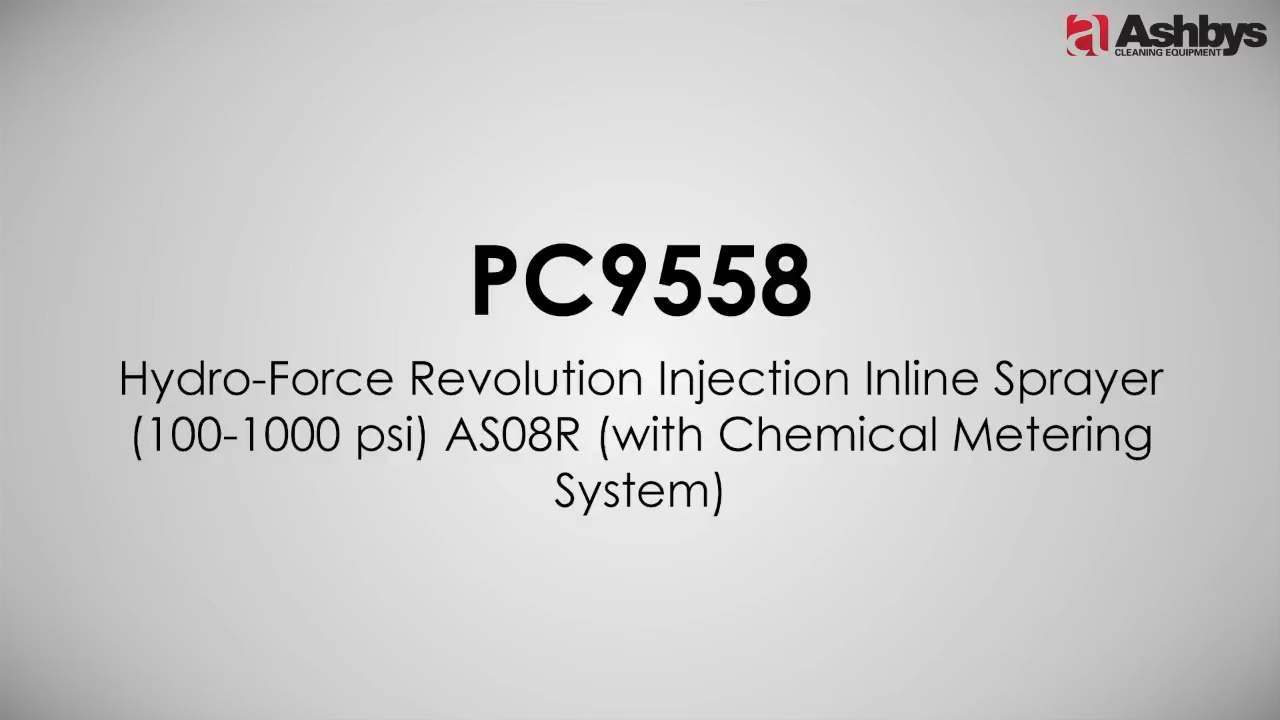 Ashbys
CLEANING EQUIPMENT
PC9558
Hydro-Force Revolution Injection Inline Sprayer
(100-1000 psi) AS08R (with Chemical Metering
System)